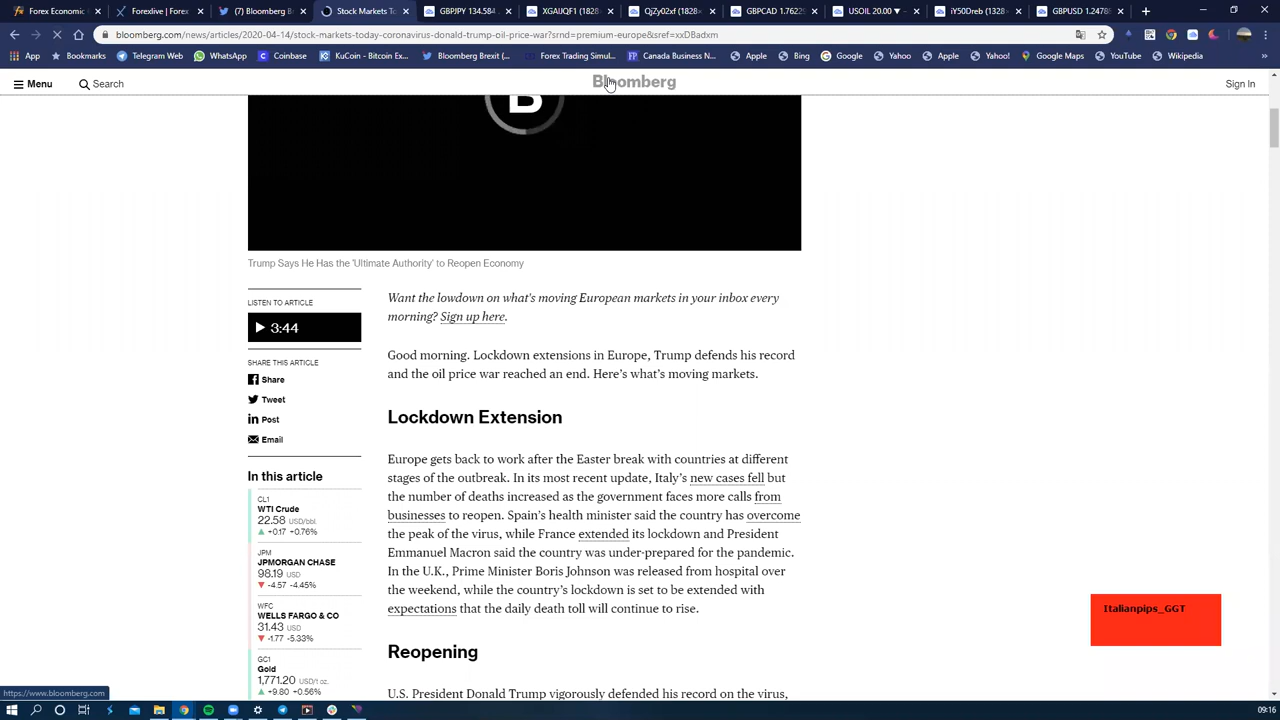 Forex Economic
Forexlive | Forex
(7) Bloomberg B
Stock Markets To
GBPJPY 134.584
XGAUQF1 (1828
QjZy02xf (1828
GBPCAD 1.7622
USOIL 20.00
iY50Dreb (1828
GBPUSD 1.2478
bloomberg.com/news/articles/2020-04-14/stock-markets-today-coronavirus-donald-trump-oil-price-war?srnd=premium-europe&sref=xxDBadxm
App Bookmarks Telegram Web WhatsApp Coinbase KuCoin - Bitcoin Ex... Bloomberg Brexit (... Forex Trading Simul... Canada Business N... Apple Bing Google Yahoo Apple Yahoo! Google Maps YouTube Wikipedia
Menu Search Bloomberg Sign In
B
Trump Says He Has the 'Ultimate Authority' to Reopen Economy
LISTEN TO ARTICLE
3:44
SHARE THIS ARTICLE
Share
Tweet
Post
Email
In this article
CL1
WTI Crude
22.58 USD/bbl.
+0.17 +0.76%
JPM
JPMORGAN CHASE
98.19 USD
-4.57 -4.45%
WFC
WELLS FARGO & CO
31.43 USD
-1.77 -5.33%
GC1
Gold
1,771.20 USD/t oz.
+9.80 +0.56%
Want the lowdown on what's moving European markets in your inbox every
morning? Sign up here.
Good morning. Lockdown extensions in Europe, Trump defends his record
and the oil price war reached an end. Here's what's moving markets.
Lockdown Extension
Europe gets back to work after the Easter break with countries at different
stages of the outbreak. In its most recent update, Italy's new cases fell but
the number of deaths increased as the government faces more calls from
businesses to reopen. Spain's health minister said the country has overcome
the peak of the virus, while France extended its lockdown and President
Emmanuel Macron said the country was under-prepared for the pandemic.
In the U.K., Prime Minister Boris Johnson was released from hospital over
the weekend, while the country's lockdown is set to be extended with
expectations that the daily death toll will continue to rise.
Reopening
U.S. President Donald Trump vigorously defended his record on the virus,
Italianpips_GGT
https://www.bloomberg.com
09:16